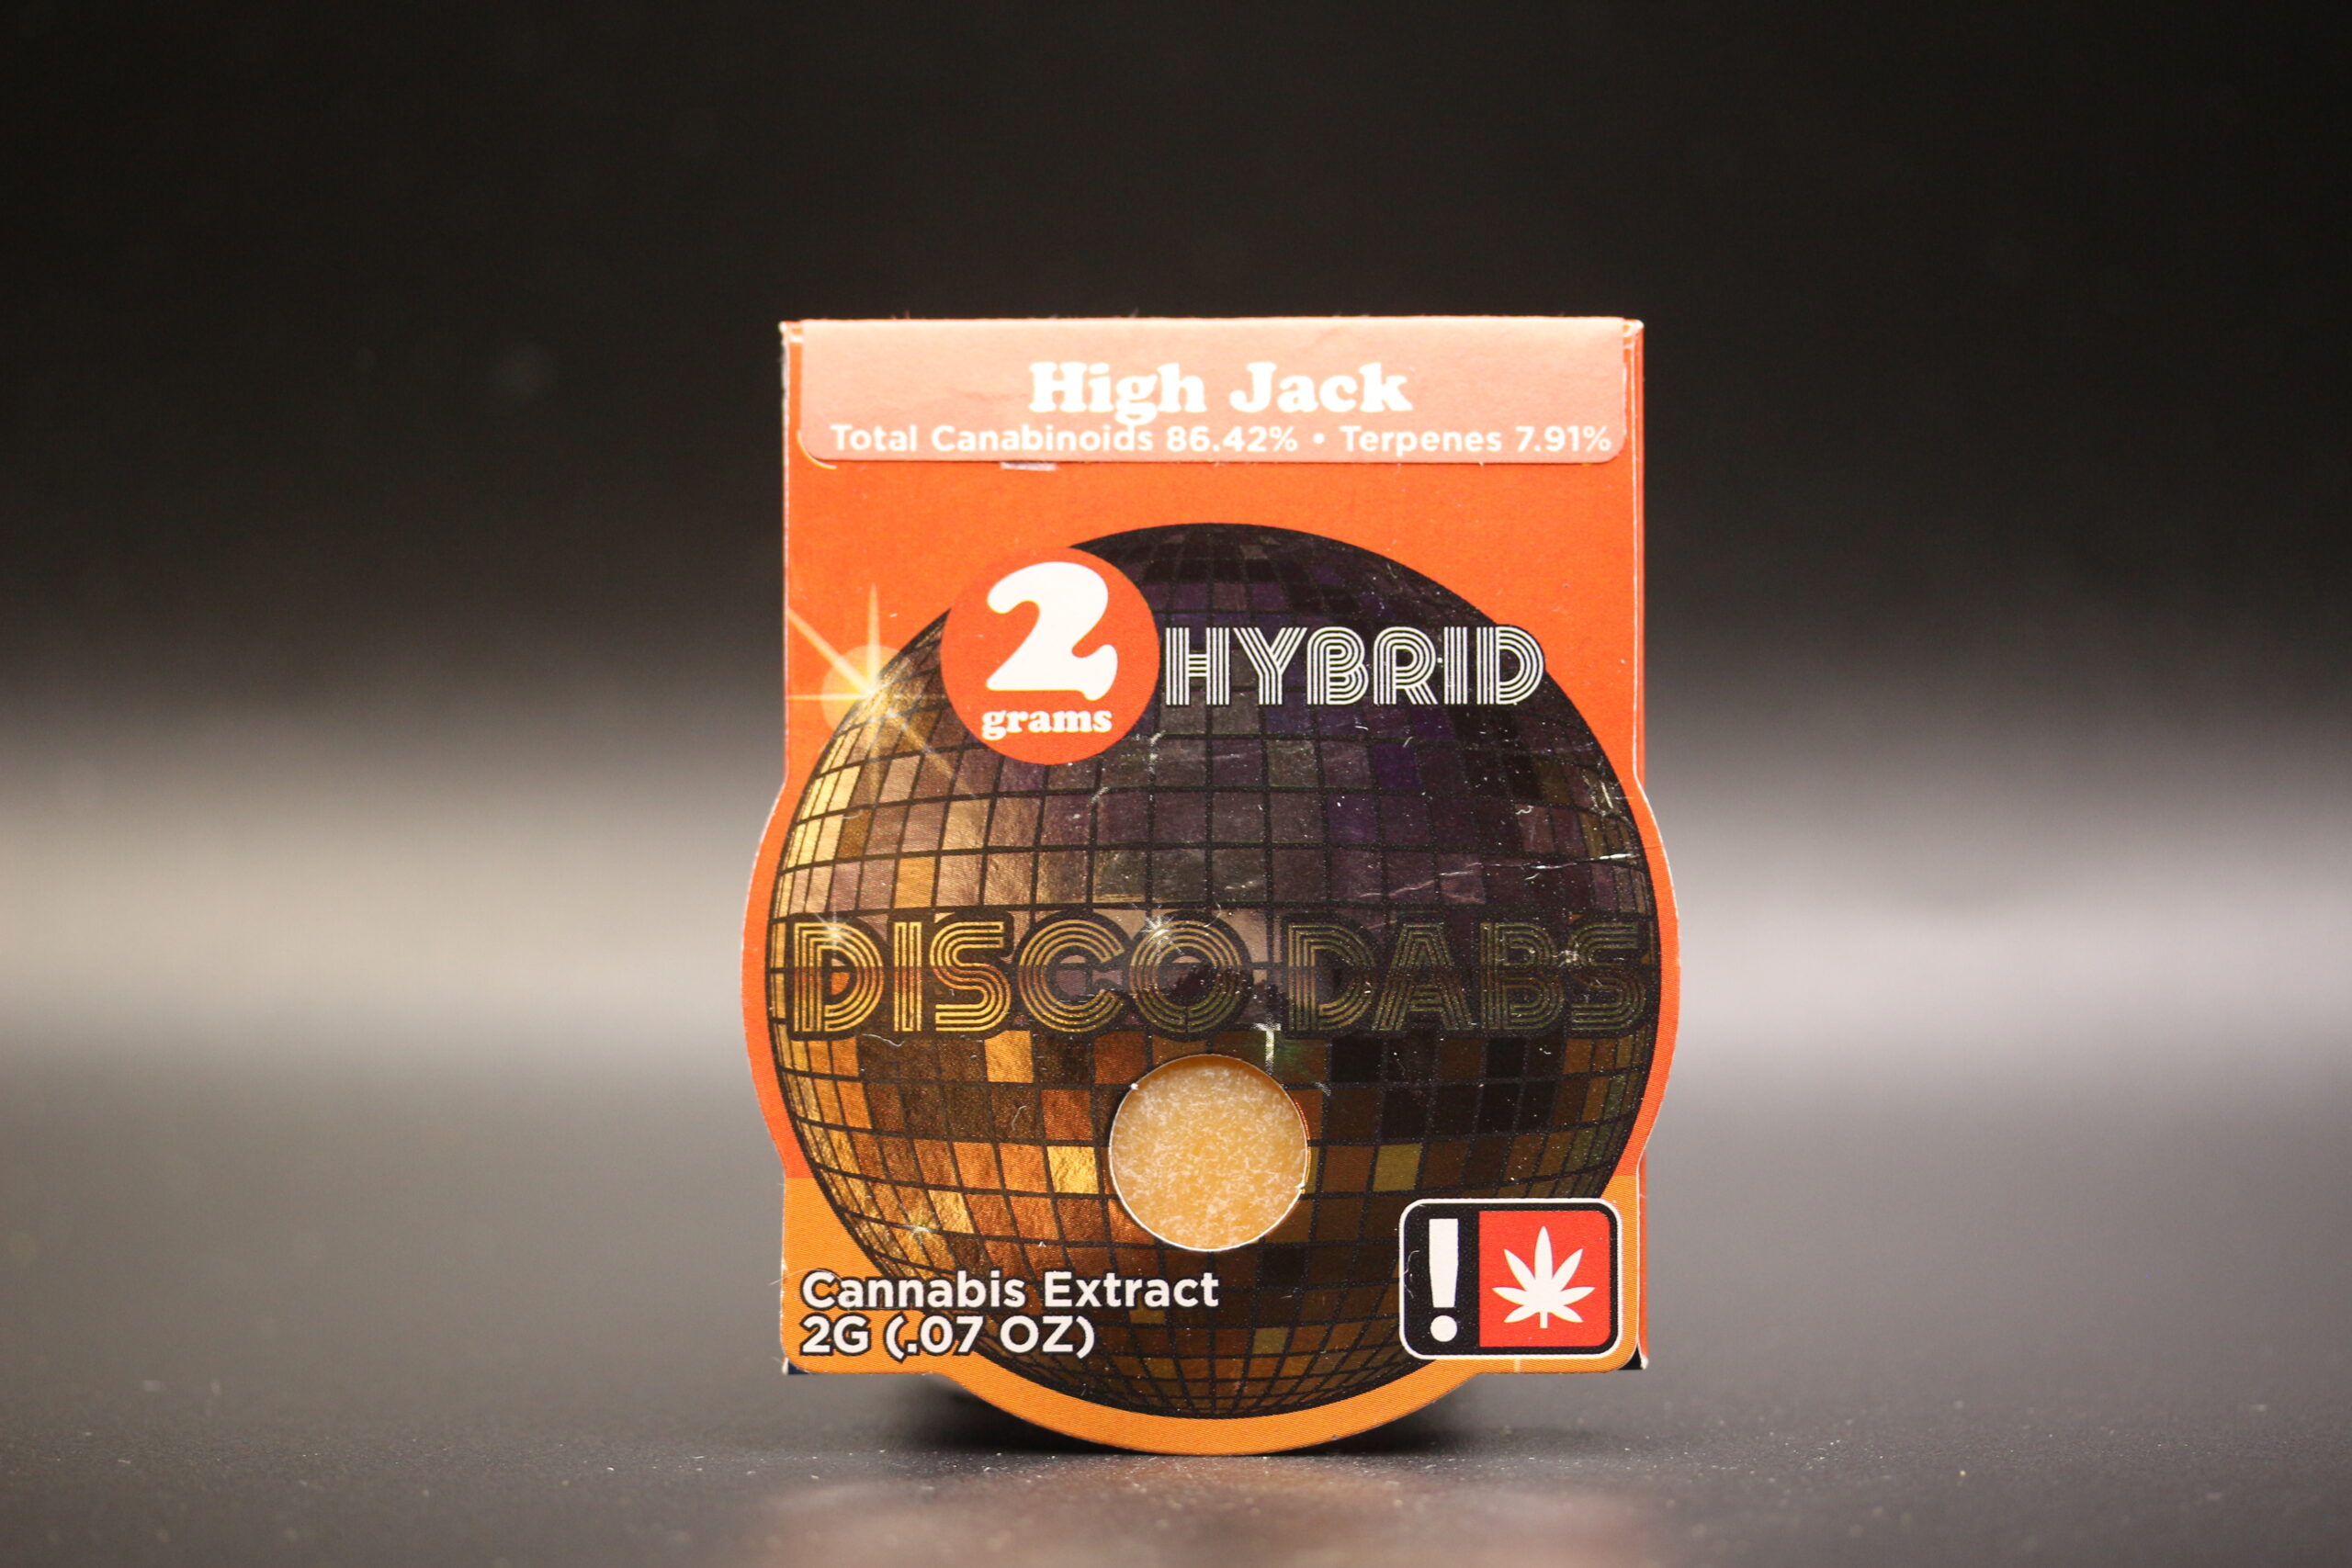 High Jack
Total Canabinoids 86.42% • Terpenes 7.91%
2
grams
HYBRID
DISCO DABS
Cannabis Extract
2G (.07 OZ)
!